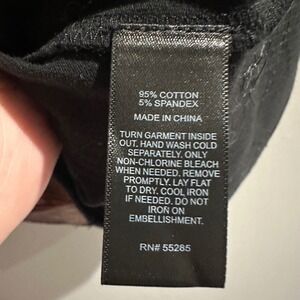 95% COTTON
5% SPANDEX
MADE IN CHINA
TURN GARMENT INSIDE
OUT. HAND WASH COLD
SEPARATELY. ONLY
NON-CHLORINE BLEACH
WHEN NEEDED. REMOVE
PROMPTLY. LAY FLAT
TO DRY. COOL IRON
IF NEEDED. DO NOT
IRON ON
EMBELLISHMENT.
RN# 55285